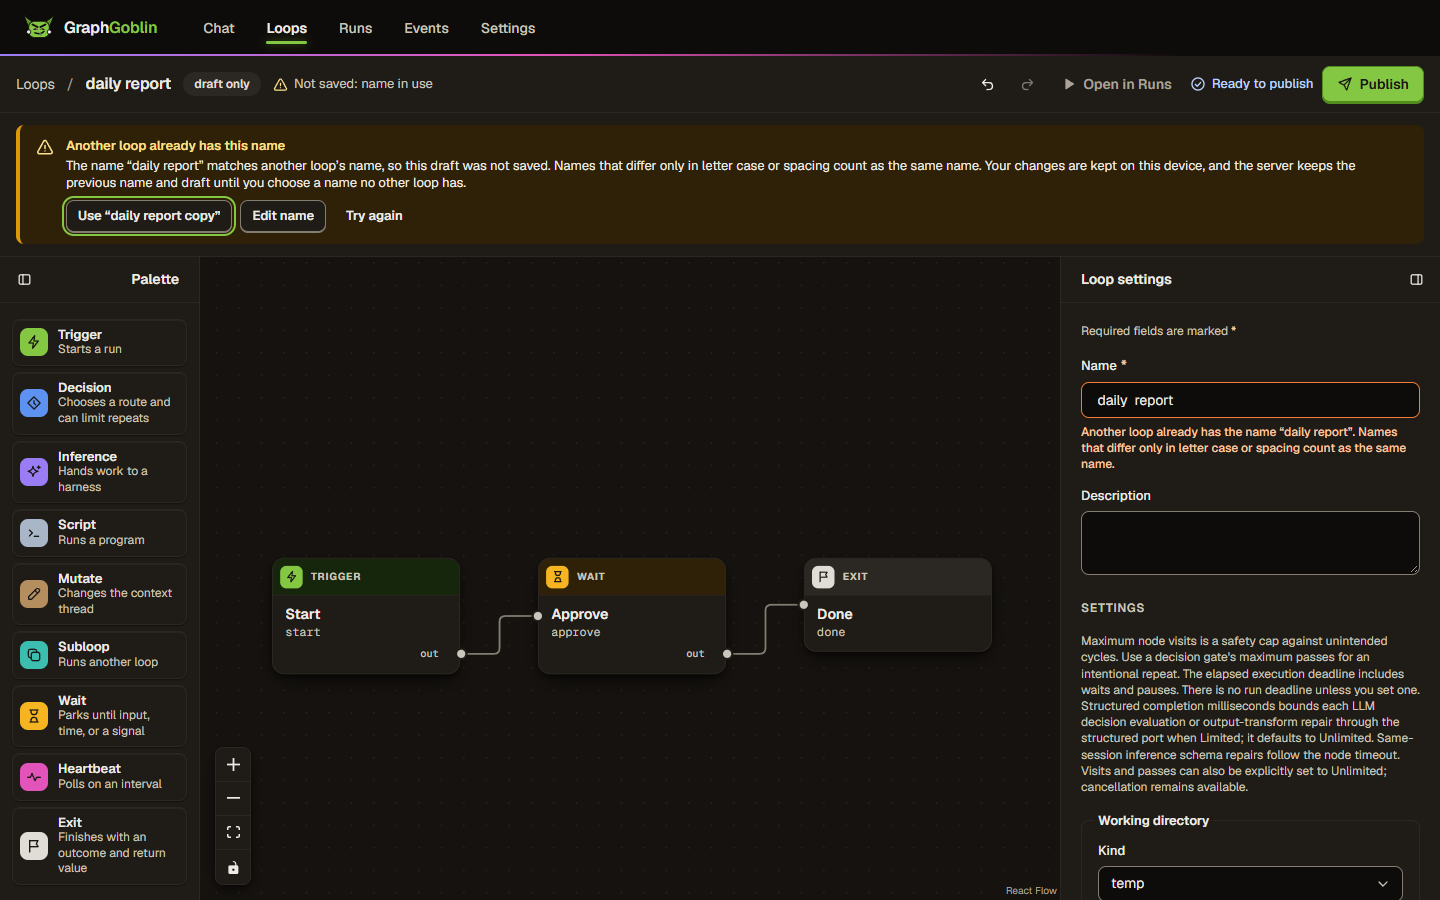 GraphGoblin
Chat
Loops
Runs
Events
Settings
Loops / daily report
draft only
Not saved: name in use
Open in Runs
Ready to publish
Publish
Another loop already has this name
The name “daily report” matches another loop’s name, so this draft was not saved. Names that differ only in letter case or spacing count as the same name. Your changes are kept on this device, and the server keeps the
previous name and draft until you choose a name no other loop has.
Use “daily report copy”
Edit name
Try again
Palette
Trigger
Starts a run
Decision
Chooses a route and
can limit repeats
Inference
Hands work to a
harness
Script
Runs a program
Mutate
Changes the context
thread
Subloop
Runs another loop
Wait
Parks until input,
time, or a signal
Heartbeat
Polls on an interval
Exit
Finishes with an
outcome and return
value
TRIGGER
Start
start
out
WAIT
Approve
approve
out
EXIT
Done
done
React Flow
Loop settings
Required fields are marked *
Name *
daily  report
Another loop already has the name “daily report”. Names
that differ only in letter case or spacing count as the same
name.
Description
SETTINGS
Maximum node visits is a safety cap against unintended
cycles. Use a decision gate's maximum passes for an
intentional repeat. The elapsed execution deadline includes
waits and pauses. There is no run deadline unless you set one.
Structured completion milliseconds bounds each LLM
decision evaluation or output-transform repair through the
structured port when Limited; it defaults to Unlimited. Same-
session inference schema repairs follow the node timeout.
Visits and passes can also be explicitly set to Unlimited;
cancellation remains available.
Working directory
Kind
temp